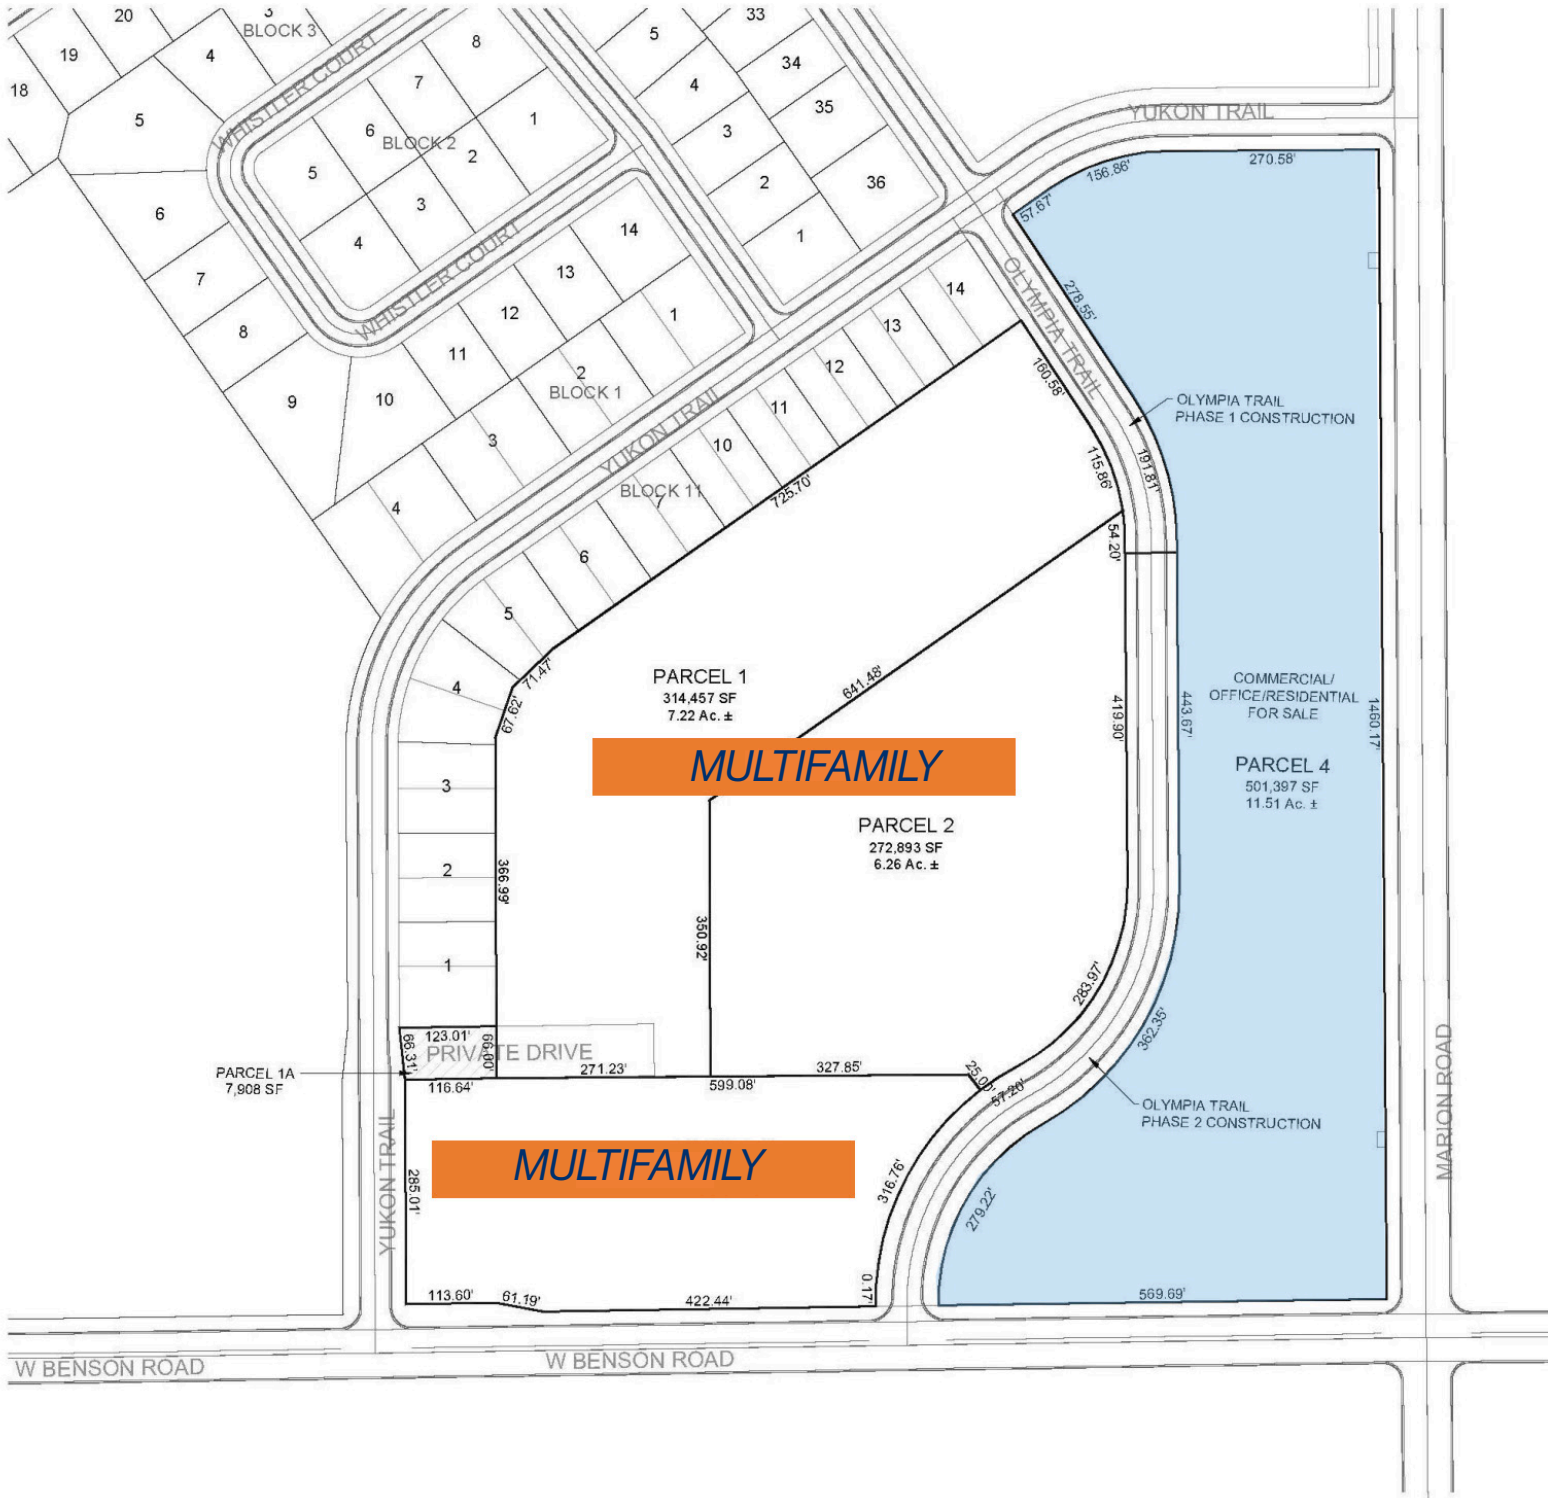 20
3
BLOCK 3
19
4
18
5
WHISTLER COURT
8
7
6
BLOCK 2
1
5
2
3
4
6
7
8
9
WHISTLER COURT
14
13
12
11
10
1
2
BLOCK 1
3
4
33
5
34
4
35
3
2
36
1
YUKON TRAIL
YUKON TRAIL
14
13
12
11
10
BLOCK 11
7
6
5
4
3
2
1
270.58'
156.86'
57.67'
278.55'
OLYMPIA TRAIL
160.58'
OLYMPIA TRAIL
PHASE 1 CONSTRUCTION
191.81'
115.86'
54.20'
725.70'
71.47'
67.62'
PARCEL 1
314,457 SF
7.22 Ac. ±
641.48'
MULTIFAMILY
419.90'
443.67'
COMMERCIAL/
OFFICE/RESIDENTIAL
FOR SALE
1460.17'
PARCEL 4
501,397 SF
11.51 Ac. ±
PARCEL 2
272,893 SF
6.26 Ac. ±
366.99'
350.92'
283.97'
362.35'
123.01'
66.31'
66.00'
PRIVATE DRIVE
PARCEL 1A
7,908 SF
116.64'
271.23'
599.08'
327.85'
25.00'
57.20'
OLYMPIA TRAIL
PHASE 2 CONSTRUCTION
MARION ROAD
YUKON TRAIL
285.01'
MULTIFAMILY
316.76'
279.22'
113.60'
61.19'
422.44'
0.17'
569.69'
W BENSON ROAD
W BENSON ROAD